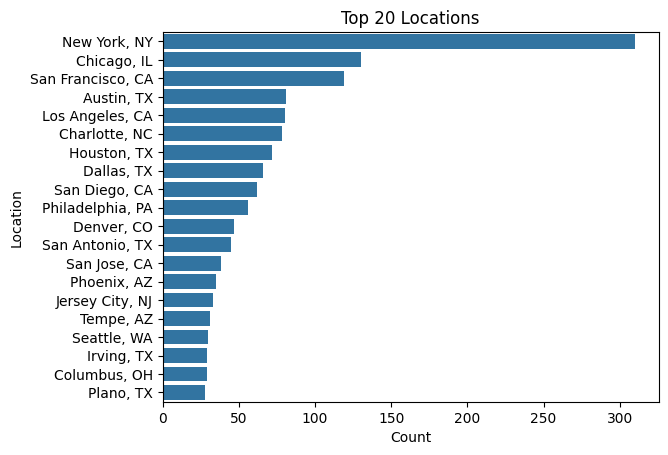 Top 20 Locations
New York, NY
Chicago, IL
San Francisco, CA
Austin, TX
Los Angeles, CA
Charlotte, NC
Houston, TX
Dallas, TX
San Diego, CA
Philadelphia, PA
Denver, CO
San Antonio, TX
San Jose, CA
Phoenix, AZ
Jersey City, NJ
Tempe, AZ
Seattle, WA
Irving, TX
Columbus, OH
Plano, TX
Location
0 50 100 150 200 250 300
Count